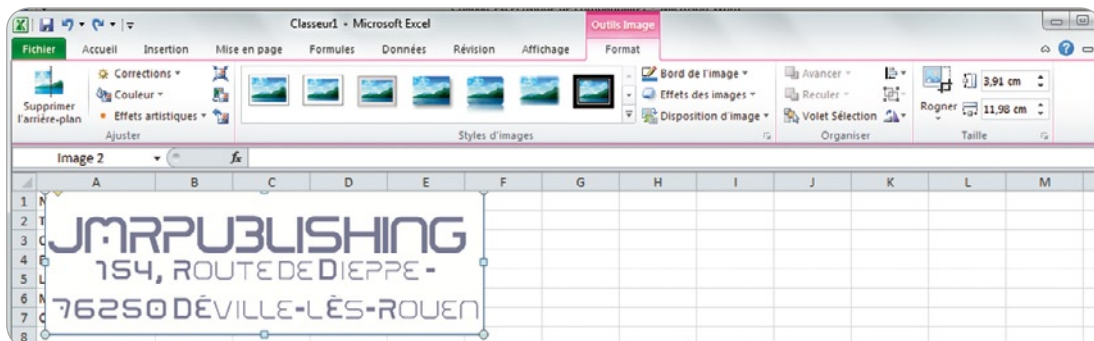 Classeur1 - Microsoft Excel
Outils Image
Fichier Accueil Insertion Mise en page Formules Données Révision Affichage Format
Supprimer l'arrière-plan
Corrections
Couleur
Effets artistiques
Ajuster
Styles d'images
Bord de l'image
Effets des images
Disposition d'image
Avancer
Reculer
Volet Sélection
Organiser
Rogner
3,91 cm
11,98 cm
Taille
Image 2
fx
A B C D E F G H I J K L M
1 N
2 T
3
4
5 L
6
7
8
JMRPUBLISHING
154, ROUTE DE DIEPPE -
76250 DÉVILLE-LÈS-ROUEN